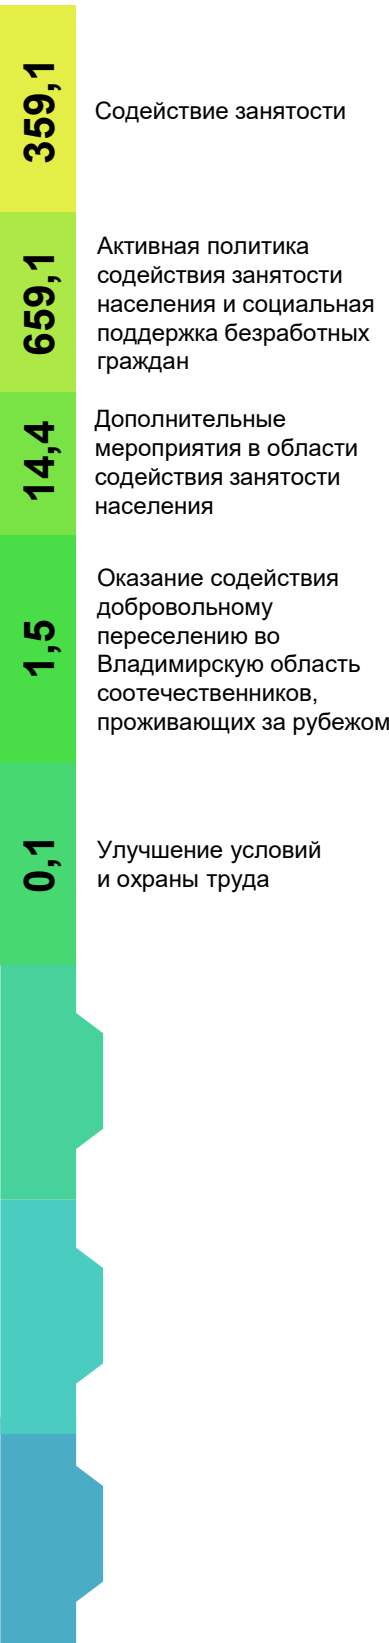 359,1
Содействие занятости
659,1
Активная политика
содействия занятости
населения и социальная
поддержка безработных
граждан
14,4
Дополнительные
мероприятия в области
содействия занятости
населения
1,5
Оказание содействия
добровольному
переселению во
Владимирскую область
соотечественников,
проживающих за рубежом
0,1
Улучшение условий
и охраны труда